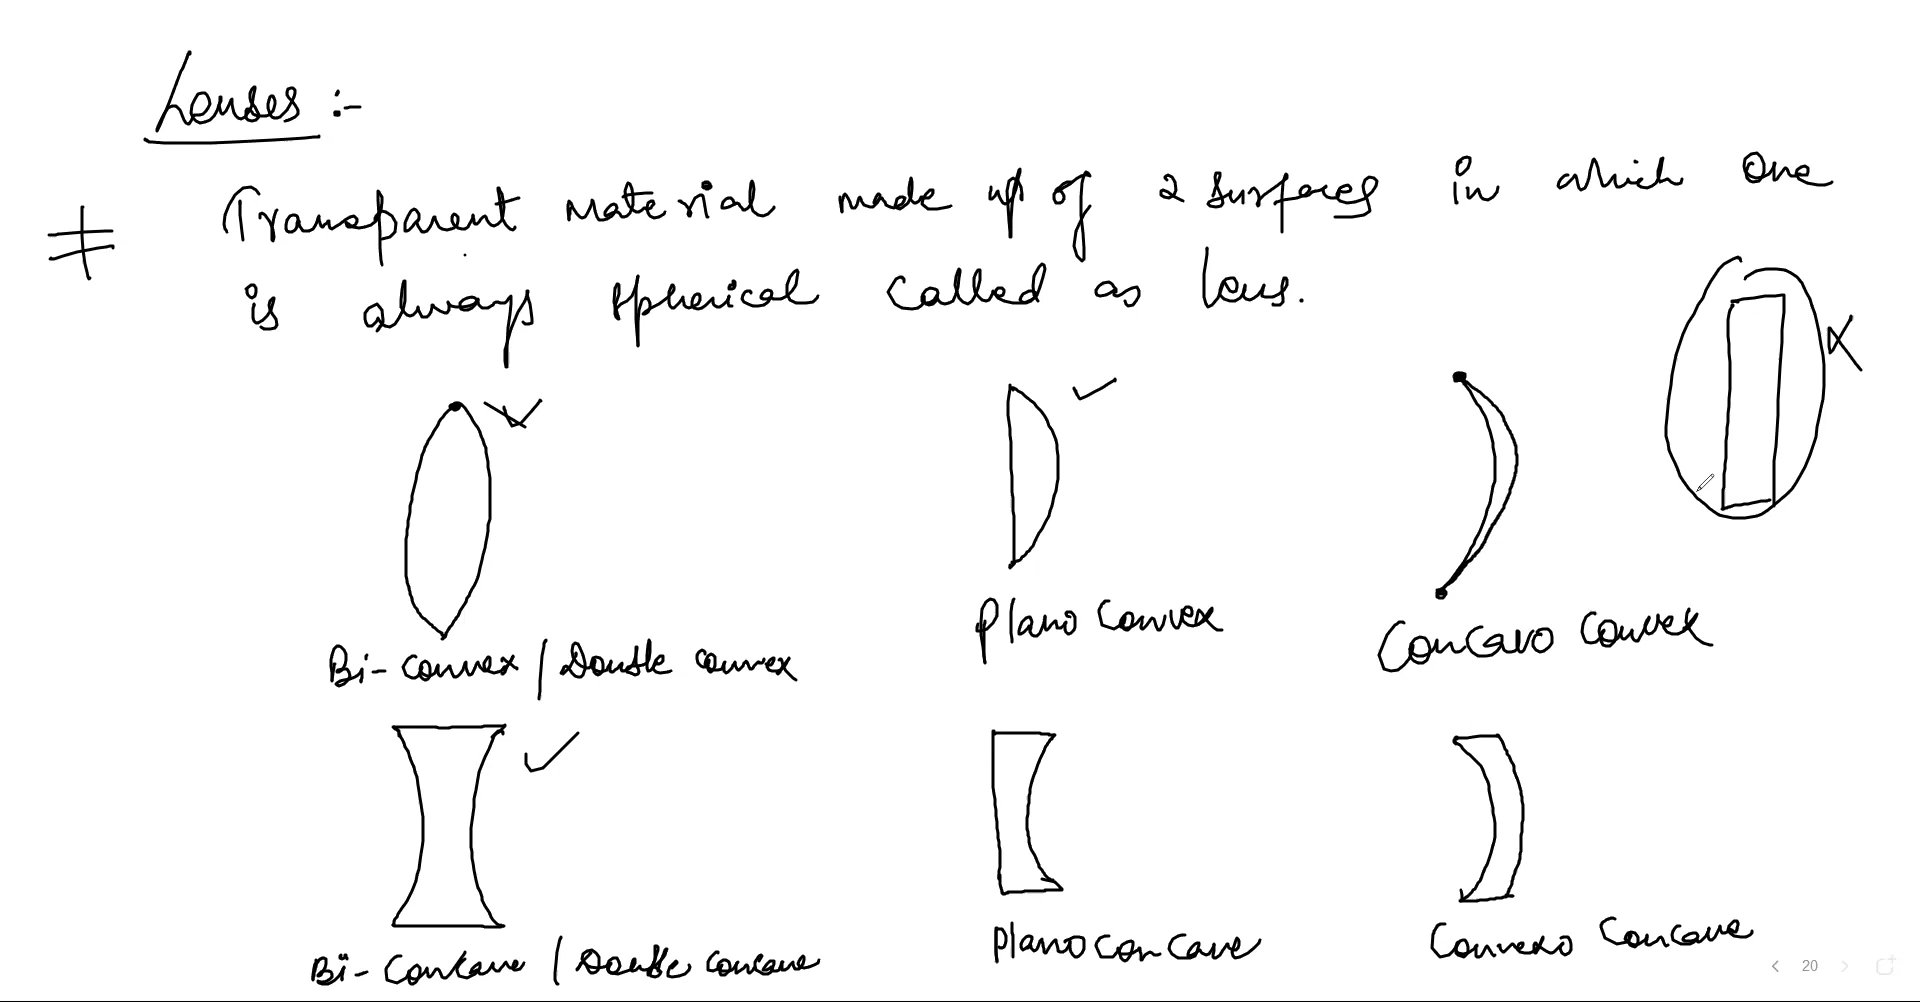 Lenses :-
Transparent material made up of 2 surfaces in which one
is always spherical called as lens.
Plano Convex
Concavo Convex
Bi-Convex / Double convex
Plano Concave
Convexo Concave
Bi-Concave / Double concave
20